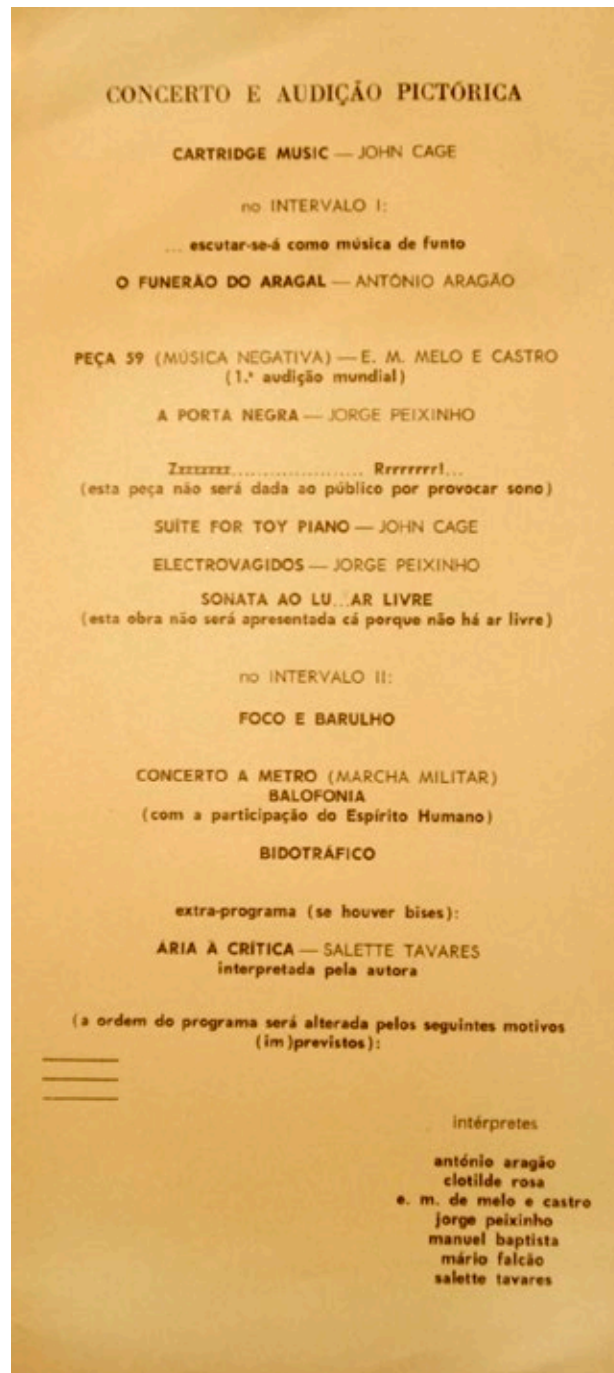 CONCERTO E AUDIÇÃO PICTÓRICA
CARTRIDGE MUSIC — JOHN CAGE
no INTERVALO I:
... escutar-se-á como música de funto
O FUNERÃO DO ARAGAL — ANTÓNIO ARAGÃO
PEÇA 59 (MÚSICA NEGATIVA) — E. M. MELO E CASTRO
(1.ª audição mundial)
A PORTA NEGRA — JORGE PEIXINHO
Zzzzzzzz.................... Rrrrrrrr!...
(esta peça não será dada ao público por provocar sono)
SUITE FOR TOY PIANO — JOHN CAGE
ELECTROVAGIDOS — JORGE PEIXINHO
SONATA AO LU...AR LIVRE
(esta obra não será apresentada cá porque não há ar livre)
no INTERVALO II:
FOCO E BARULHO
CONCERTO A METRO (MARCHA MILITAR)
BALOFONIA
(com a participação do Espírito Humano)
BIDOTRÁFICO
extra-programa (se houver bises):
ÁRIA À CRÍTICA — SALETTE TAVARES
interpretada pela autora
(a ordem do programa será alterada pelos seguintes motivos
(im)previstos):
intérpretes
antónio aragão
clotilde rosa
e. m. de melo e castro
jorge peixinho
manuel baptista
mário falcão
salette tavares